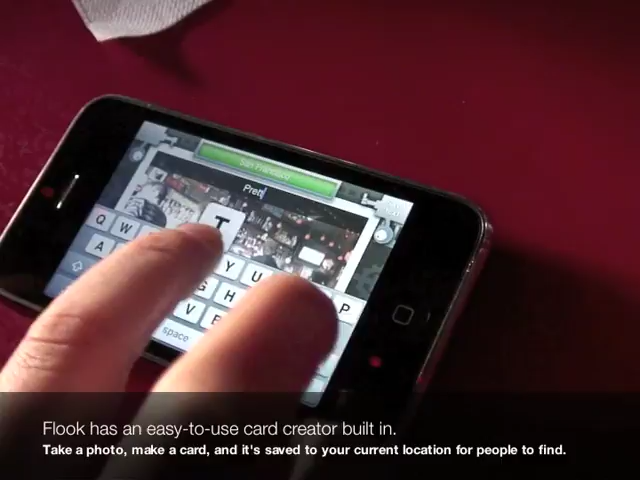 San Francisco
Prett
T
Q W
Y U
P
A
G H
V B
space
Flook has an easy-to-use card creator built in.
Take a photo, make a card, and it's saved to your current location for people to find.